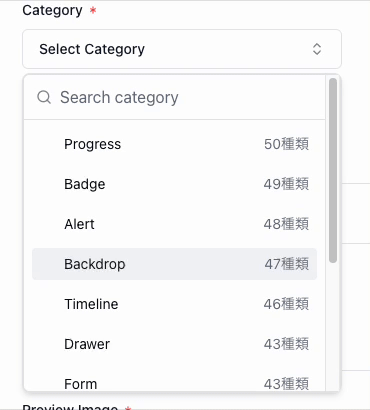 Category *
Select Category
Search category
Progress 50種類
Badge 49種類
Alert 48種類
Backdrop 47種類
Timeline 46種類
Drawer 43種類
Form 43種類
Preview Image *